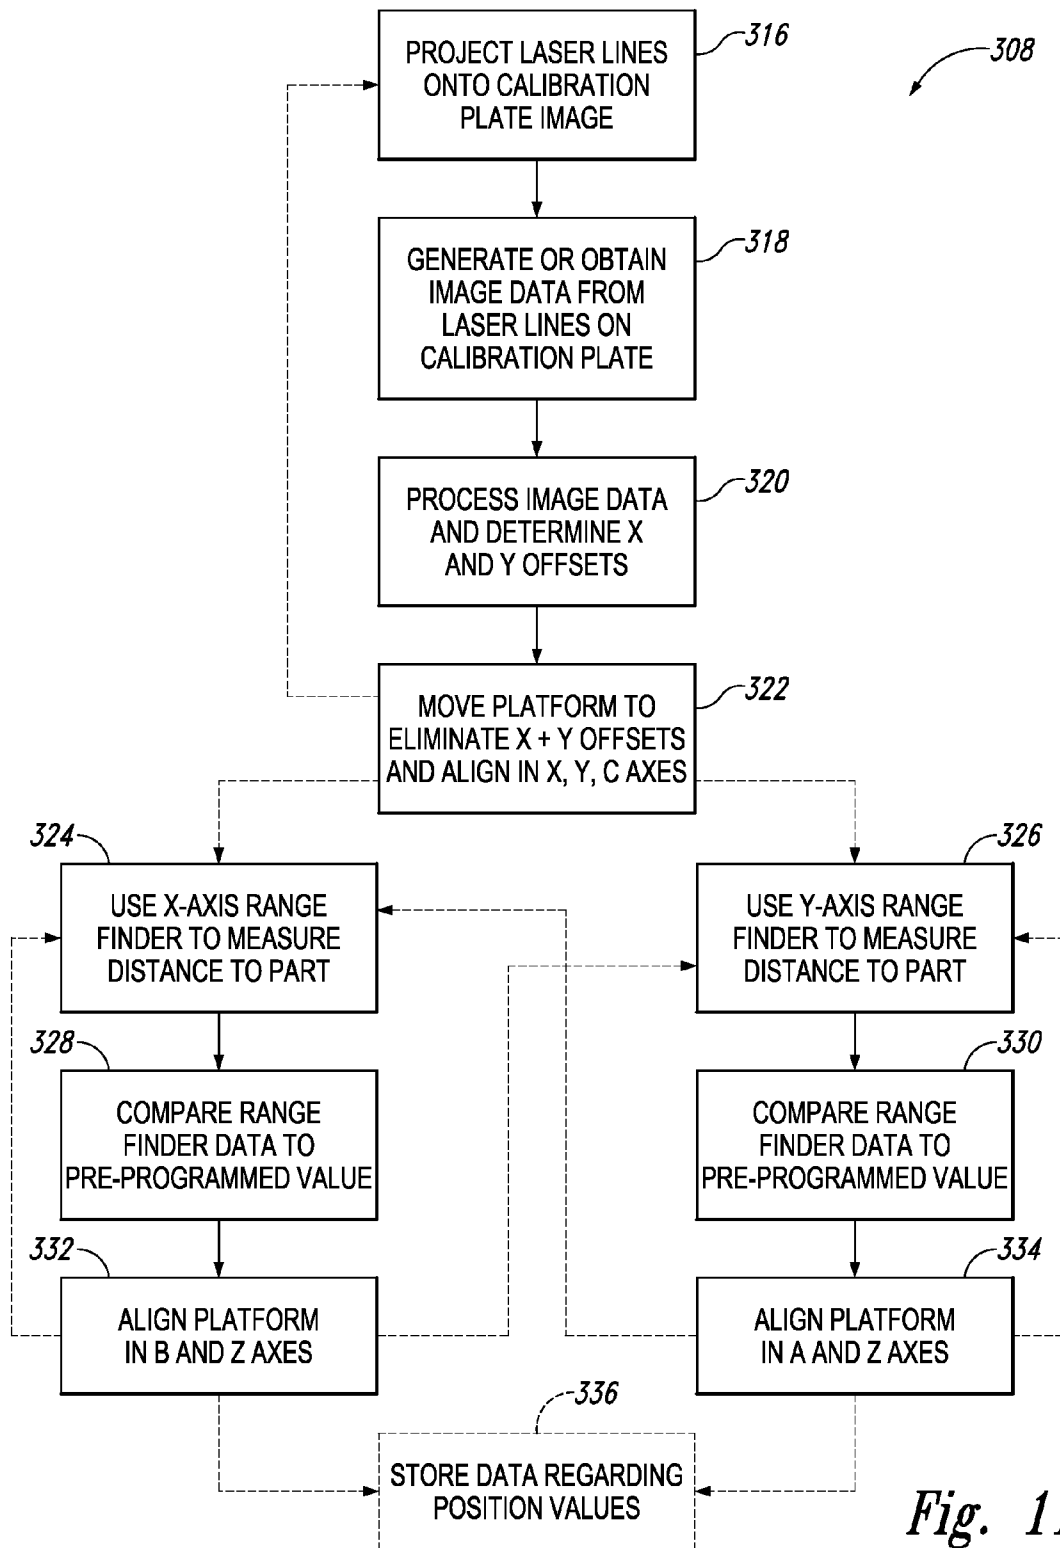 316
308
PROJECT LASER LINES
ONTO CALIBRATION
PLATE IMAGE
318
GENERATE OR OBTAIN
IMAGE DATA FROM
LASER LINES ON
CALIBRATION PLATE
320
PROCESS IMAGE DATA
AND DETERMINE X
AND Y OFFSETS
322
MOVE PLATFORM TO
ELIMINATE X + Y OFFSETS
AND ALIGN IN X, Y, C AXES
324
USE X-AXIS RANGE
FINDER TO MEASURE
DISTANCE TO PART
326
USE Y-AXIS RANGE
FINDER TO MEASURE
DISTANCE TO PART
328
COMPARE RANGE
FINDER DATA TO
PRE-PROGRAMMED VALUE
330
COMPARE RANGE
FINDER DATA TO
PRE-PROGRAMMED VALUE
332
ALIGN PLATFORM
IN B AND Z AXES
334
ALIGN PLATFORM
IN A AND Z AXES
336
STORE DATA REGARDING
POSITION VALUES
Fig.